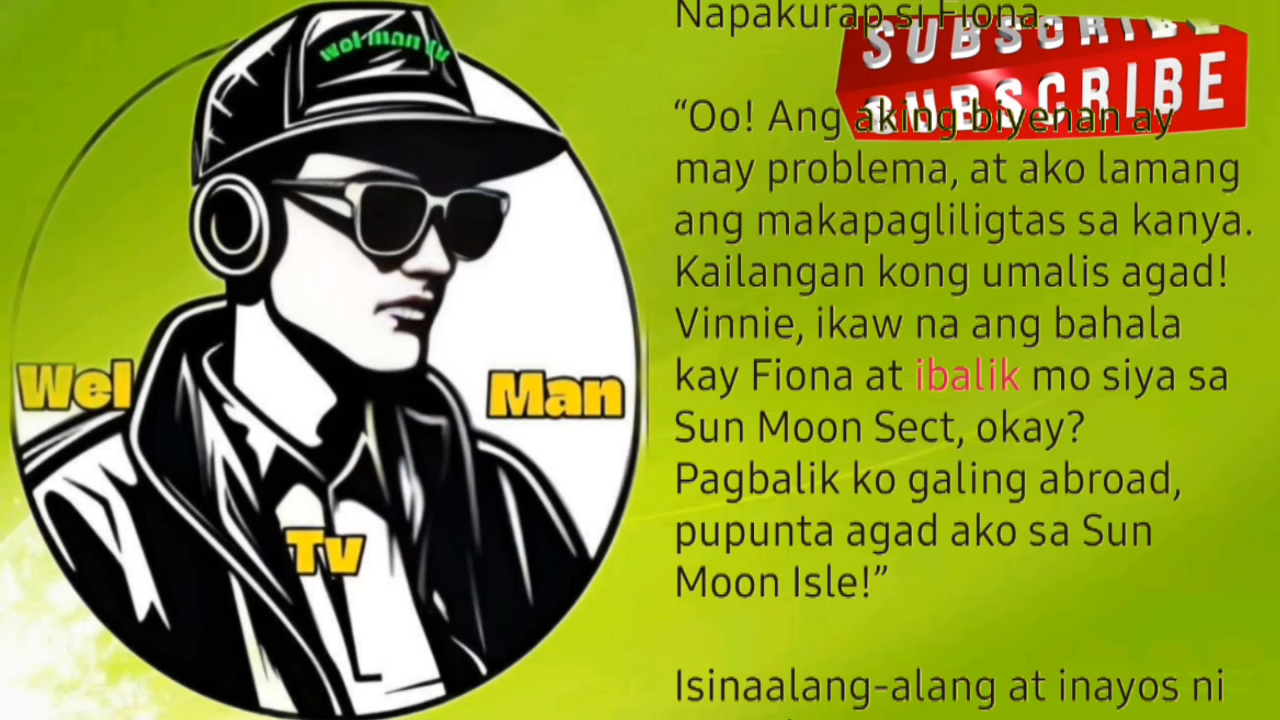 wel man tv
Wel
Man
Tv
Napakurap si Fiona.
SUBSCRIBE
SUBSCRIBE
“Oo! Ang aking biyenan ay
may problema, at ako lamang
ang makapagliligtas sa kanya.
Kailangan kong umalis agad!
Vinnie, ikaw na ang bahala
kay Fiona at ibalik mo siya sa
Sun Moon Sect, okay?
Pagbalik ko galing abroad,
pupunta agad ako sa Sun
Moon Isle!”
Isinaalang-alang at inayos ni